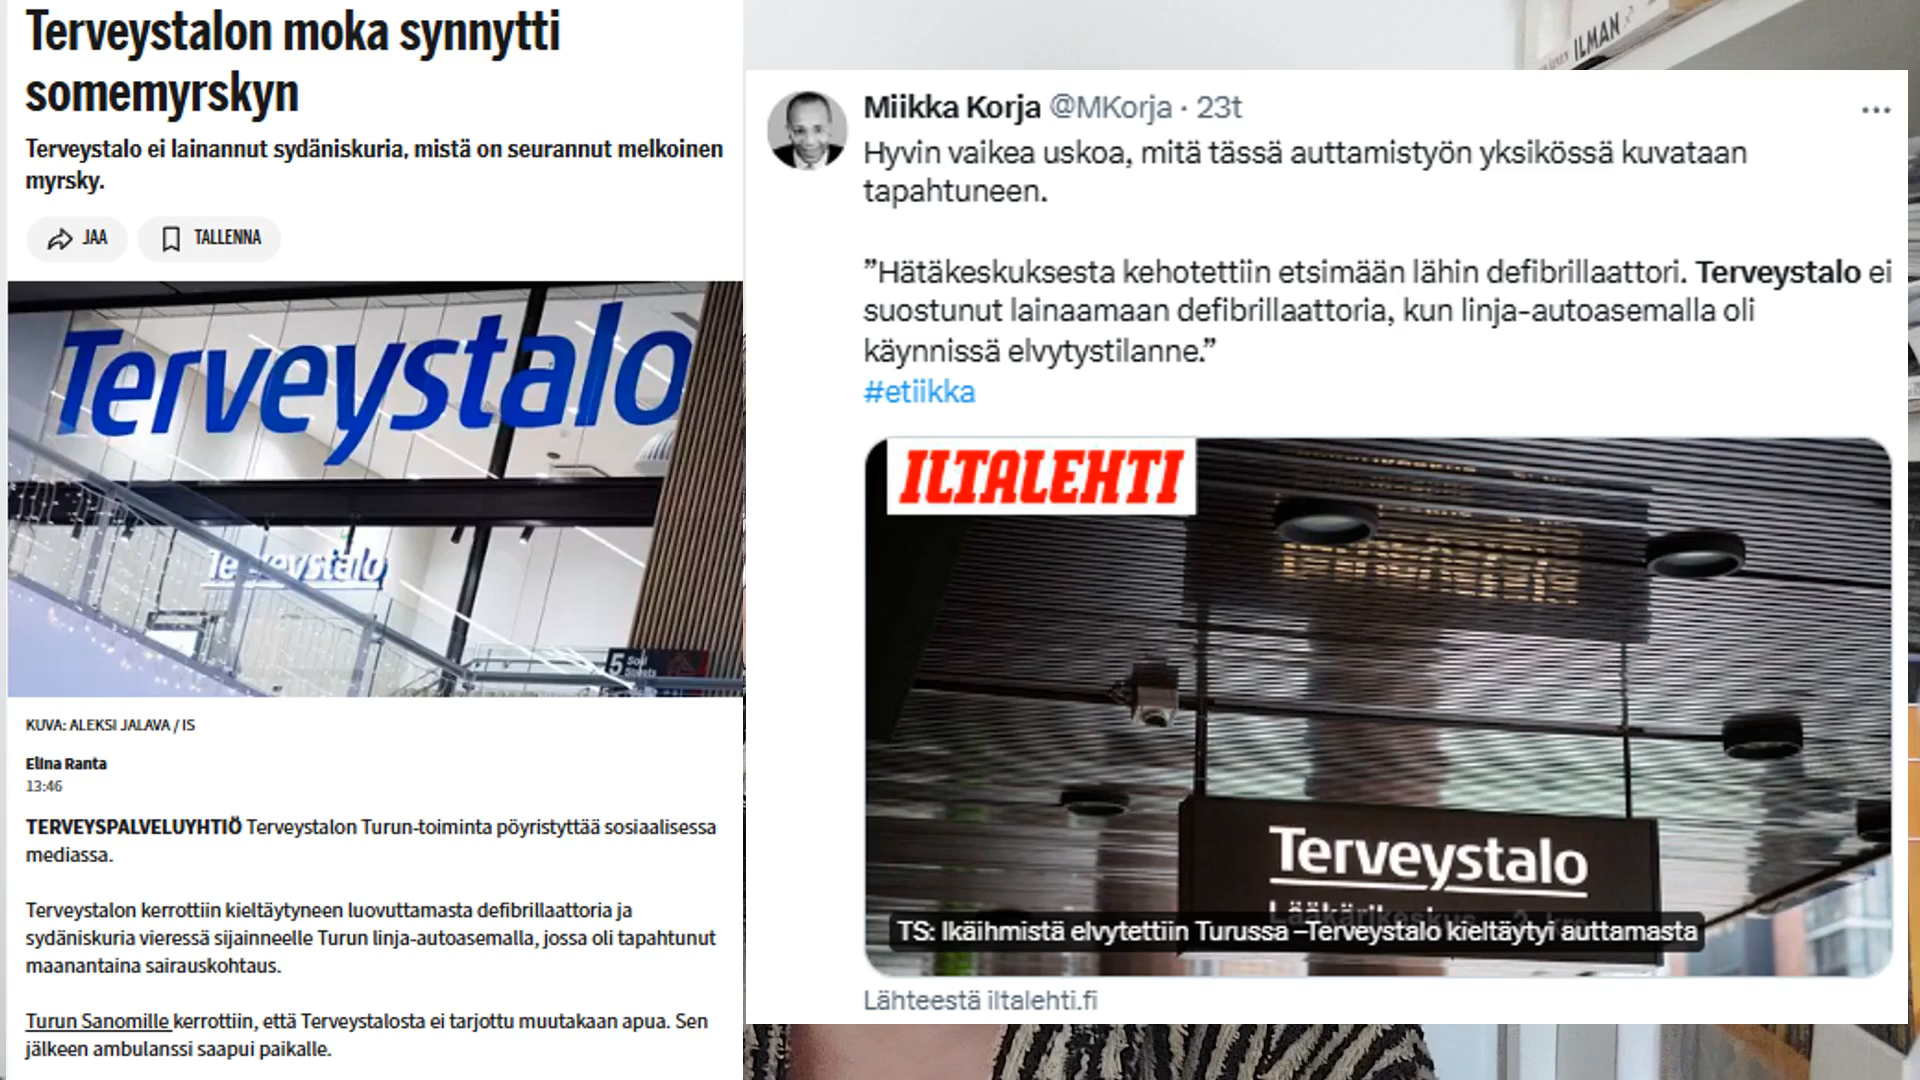 Terveystalon moka synnytti
somemyrskyn
Terveystalo ei lainannut sydäniskuria, mistä on seurannut melkoinen
myrsky.
JAA
TALLENNA
Terveystalo
Terveystalo
5
KUVA: ALEKSI JALAVA / IS
Elina Ranta
13:46
TERVEYSPALVELUYHTIÖ Terveystalon Turun-toiminta pöyristyttää sosiaalisessa
mediassa.
Terveystalon kerrottiin kieltäytyneen luovuttamasta defibrillaattoria ja
sydäniskuria vieressä sijainneelle Turun linja-autoasemalla, jossa oli tapahtunut
maanantaina sairauskohtaus.
Turun Sanomille kerrottiin, että Terveystalosta ei tarjottu muutakaan apua. Sen
jälkeen ambulanssi saapui paikalle.
ILMAN
Miikka Korja @MKorja · 23t
Hyvin vaikea uskoa, mitä tässä auttamistyön yksikössä kuvataan
tapahtuneen.
”Hätäkeskuksesta kehotettiin etsimään lähin defibrillaattori. Terveystalo ei
suostunut lainaamaan defibrillaattoria, kun linja-autoasemalla oli
käynnissä elvytystilanne.”
#etiikka
ILTALEHTI
Terveystalo
Lääkärikeskus
TS: Ikäihmistä elvytettiin Turussa –Terveystalo kieltäytyi auttamasta
Lähteestä iltalehti.fi